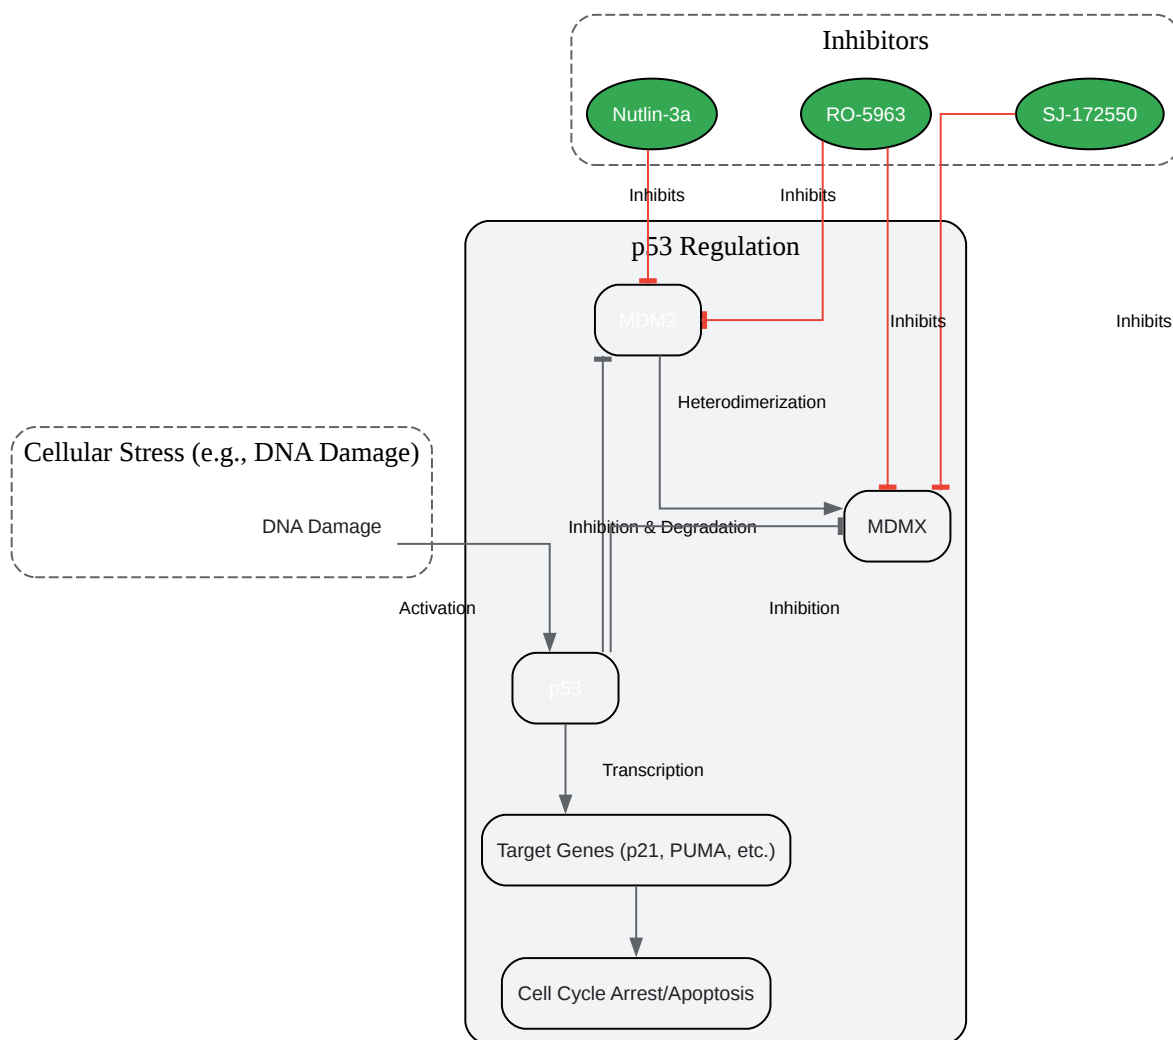 Inhibitors
Nutlin-3a
RO-5963
SJ-172550
Inhibits
Inhibits
p53 Regulation
MDM2
Inhibits
Inhibits
Heterodimerization
Cellular Stress (e.g., DNA Damage)
DNA Damage
Inhibition & Degradation
MDMX
Activation
Inhibition
p53
Transcription
Target Genes (p21, PUMA, etc.)
Cell Cycle Arrest/Apoptosis